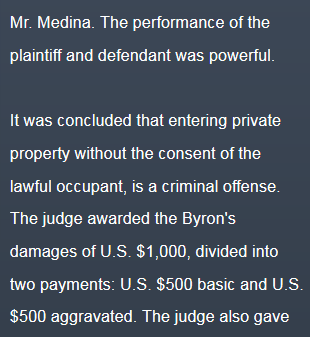 Mr. Medina. The performance of the
plaintiff and defendant was powerful.
It was concluded that entering private
property without the consent of the
lawful occupant, is a criminal offense.
The judge awarded the Byron's
damages of U.S. $1,000, divided into
two payments: U.S. $500 basic and U.S.
$500 aggravated. The judge also gave